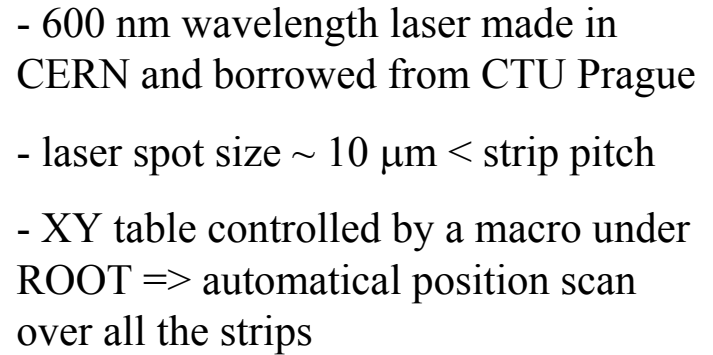 - 600 nm wavelength laser made in
CERN and borrowed from CTU Prague
- laser spot size ~ 10 μm < strip pitch
- XY table controlled by a macro under
ROOT => automatical position scan
over all the strips